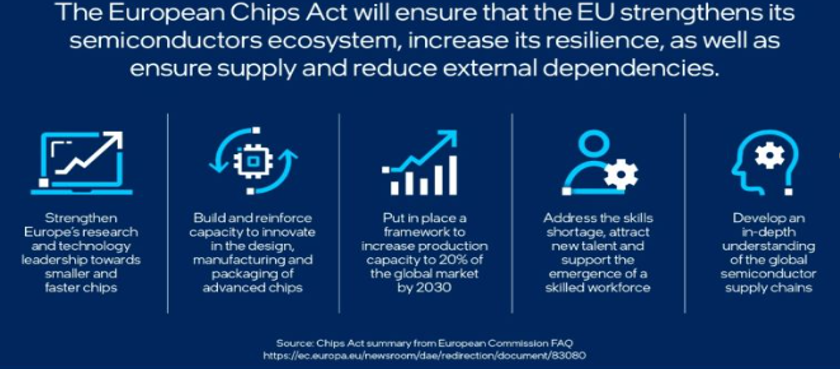 The European Chips Act will ensure that the EU strengthens its
semiconductors ecosystem, increase its resilience, as well as
ensure supply and reduce external dependencies.
Strengthen
Europe's research
and technology
leadership towards
smaller and
faster chips
Build and reinforce
capacity to innovate
in the design,
manufacturing and
packaging of
advanced chips
Put in place a
framework to
increase production
capacity to 20% of
the global market
by 2030
Address the skills
shortage, attract
new talent and
support the
emergence of a
skilled workforce
Develop an
in-depth
understanding
of the global
semiconductor
supply chains
Source: Chips Act summary from European Commission FAQ
https://ec.europa.eu/newsroom/dae/redirection/document/83080